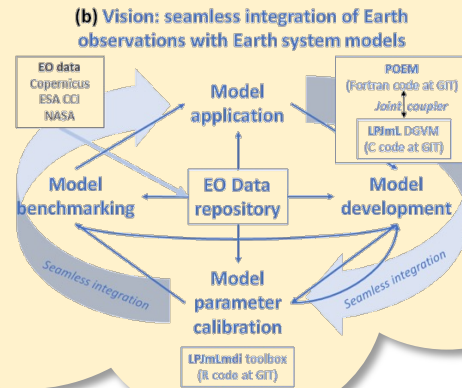 (b) Vision: seamless integration of Earth
observations with Earth system models
EO data
Copernicus
ESA CCI
NASA
POEM
(Fortran code at GIT)
Joint coupler
LPJmL DGVM
(C code at GIT)
Model
application
Model
benchmarking
EO Data
repository
Model
development
Seamless integration
Seamless integration
Model
parameter
calibration
LPJmLmdi toolbox
(R code at GIT)